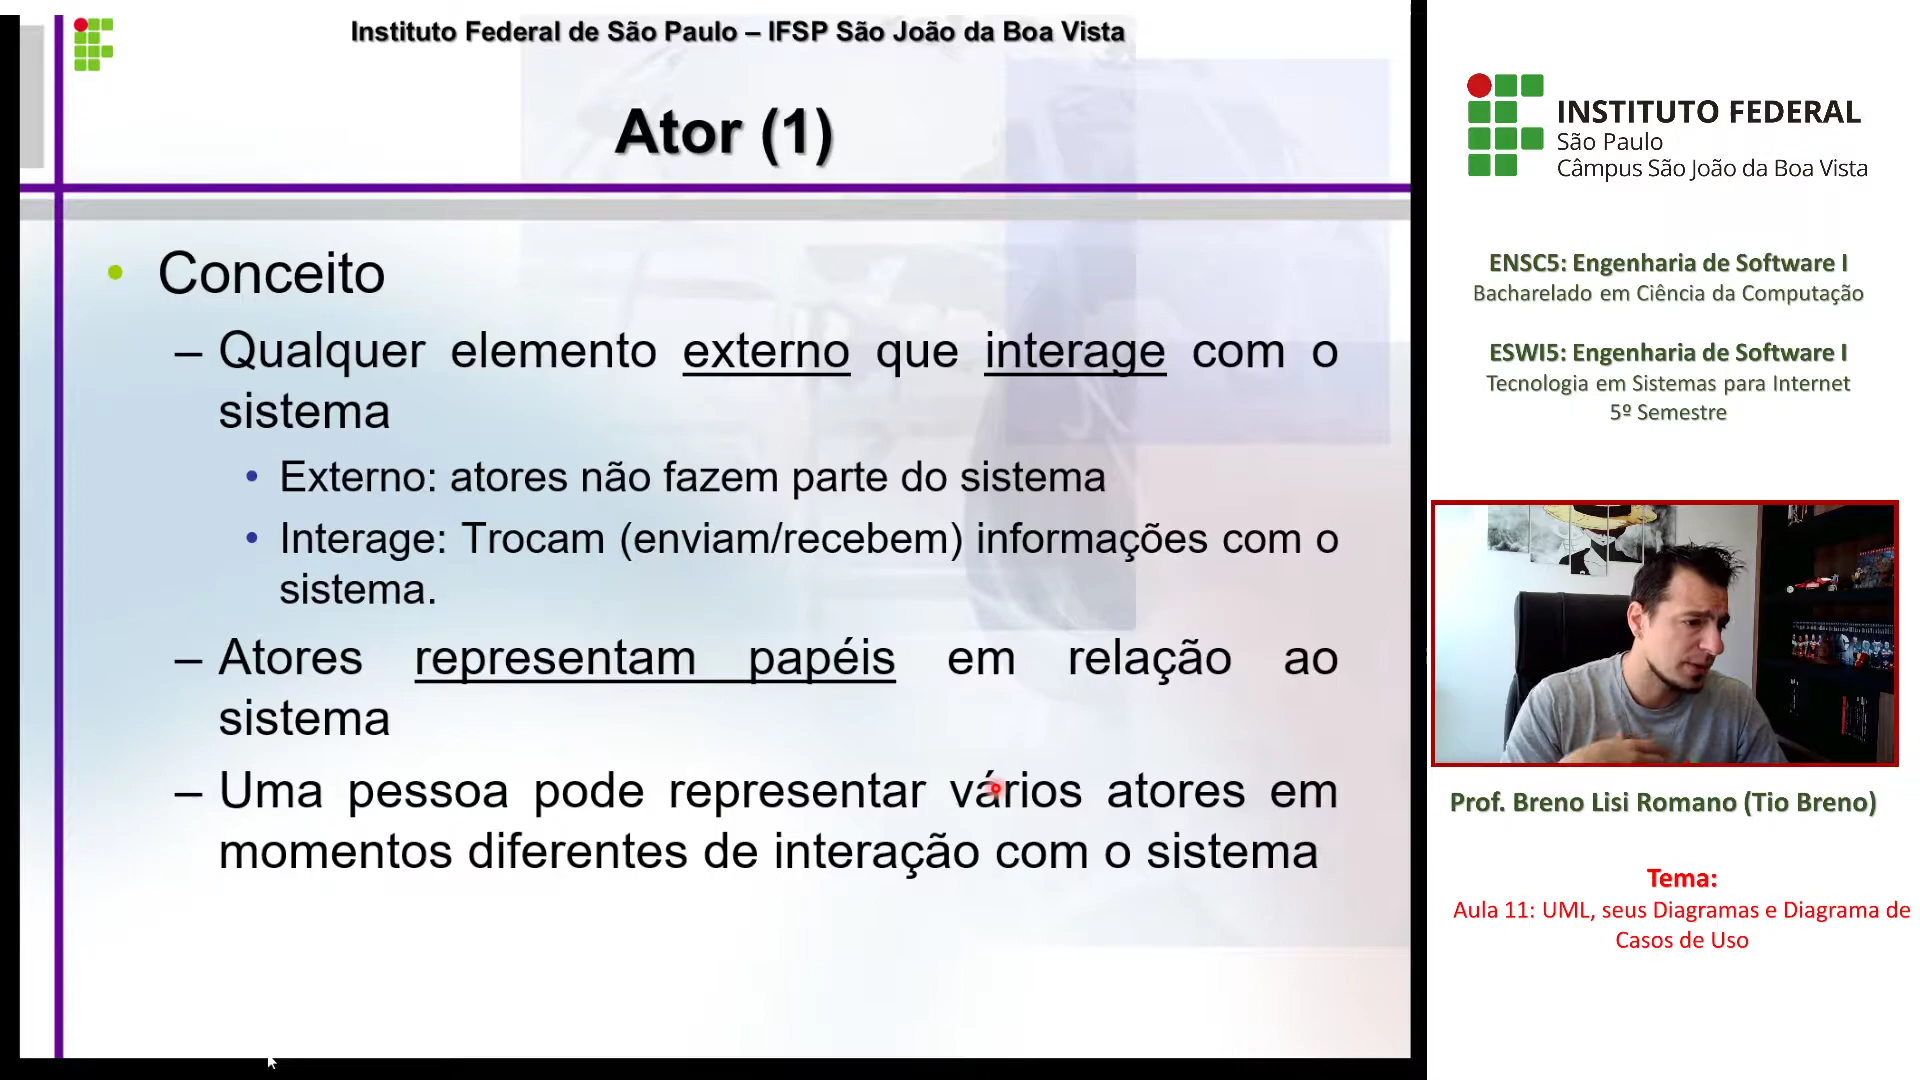 Instituto Federal de São Paulo – IFSP São João da Boa Vista
Ator (1)
• Conceito
– Qualquer elemento externo que interage com o
sistema
• Externo: atores não fazem parte do sistema
• Interage: Trocam (enviam/recebem) informações com o
sistema.
– Atores representam papéis em relação ao
sistema
– Uma pessoa pode representar vários atores em
momentos diferentes de interação com o sistema
INSTITUTO FEDERAL
São Paulo
Câmpus São João da Boa Vista
ENSC5: Engenharia de Software I
Bacharelado em Ciência da Computação
ESWI5: Engenharia de Software I
Tecnologia em Sistemas para Internet
5º Semestre
Prof. Breno Lisi Romano (Tio Breno)
Tema:
Aula 11: UML, seus Diagramas e Diagrama de
Casos de Uso